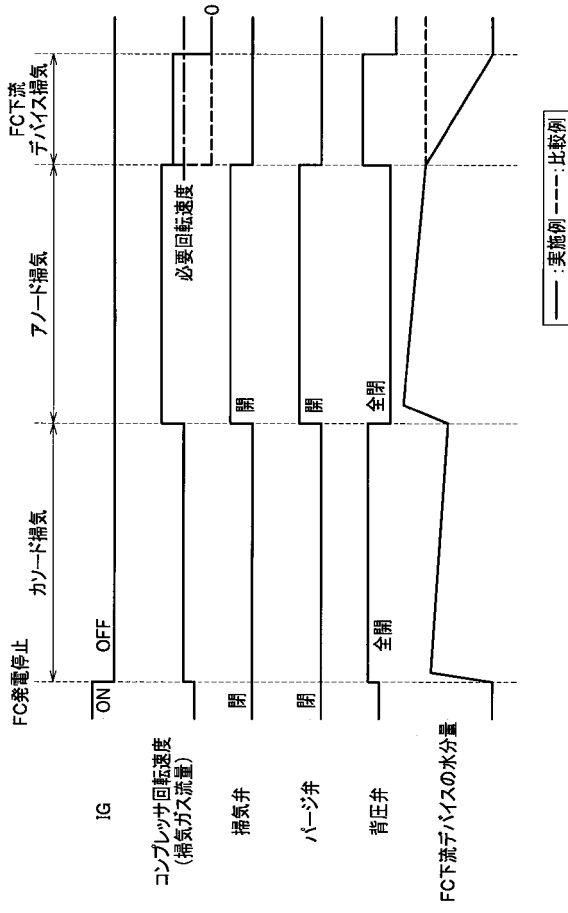 FC発電停止
カソード掃気
アノード掃気
FC下流
デバイス掃気
IG
ON
OFF
コンプレッサ回転速度
(掃気ガス流量)
必要回転速度
0
掃気弁
閉
開
パージ弁
閉
開
背圧弁
全開
全閉
FC下流デバイスの水分量
——:実施例 ----:比較例